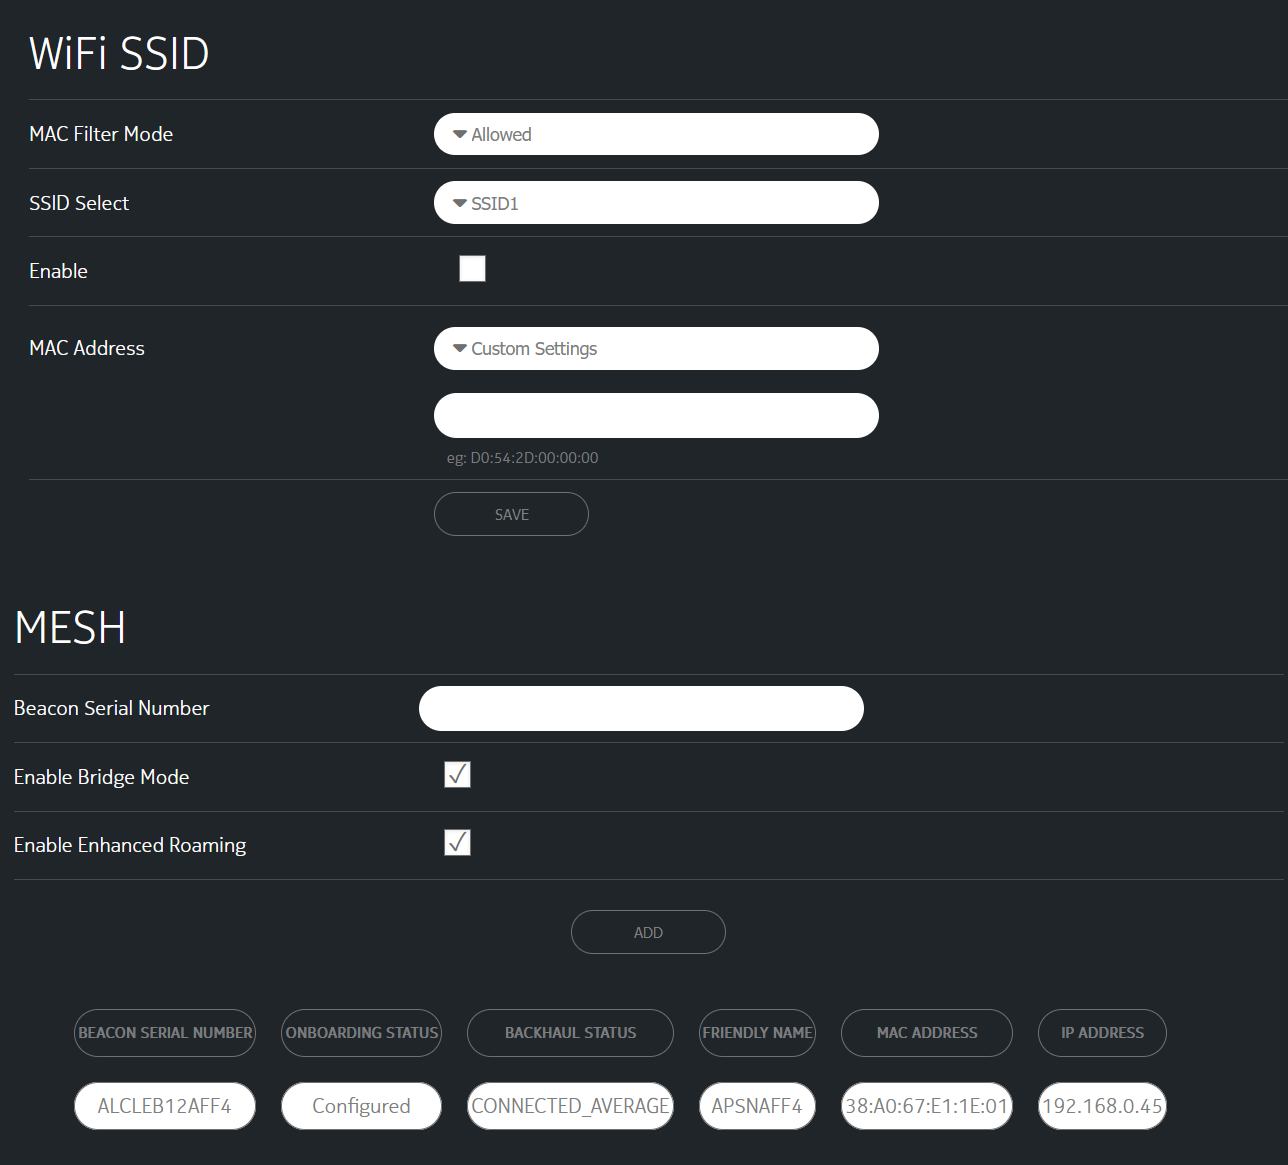 WiFi SSID
MAC Filter Mode
Allowed
SSID Select
SSID1
Enable
MAC Address
Custom Settings
eg: D0:54:2D:00:00:00
SAVE
MESH
Beacon Serial Number
Enable Bridge Mode
Enable Enhanced Roaming
ADD
BEACON SERIAL NUMBER ONBOARDING STATUS BACKHAUL STATUS FRIENDLY NAME MAC ADDRESS IP ADDRESS
ALCLEB12AFF4 Configured CONNECTED_AVERAGE APSNAFF4 38:A0:67:E1:1E:01 192.168.0.45